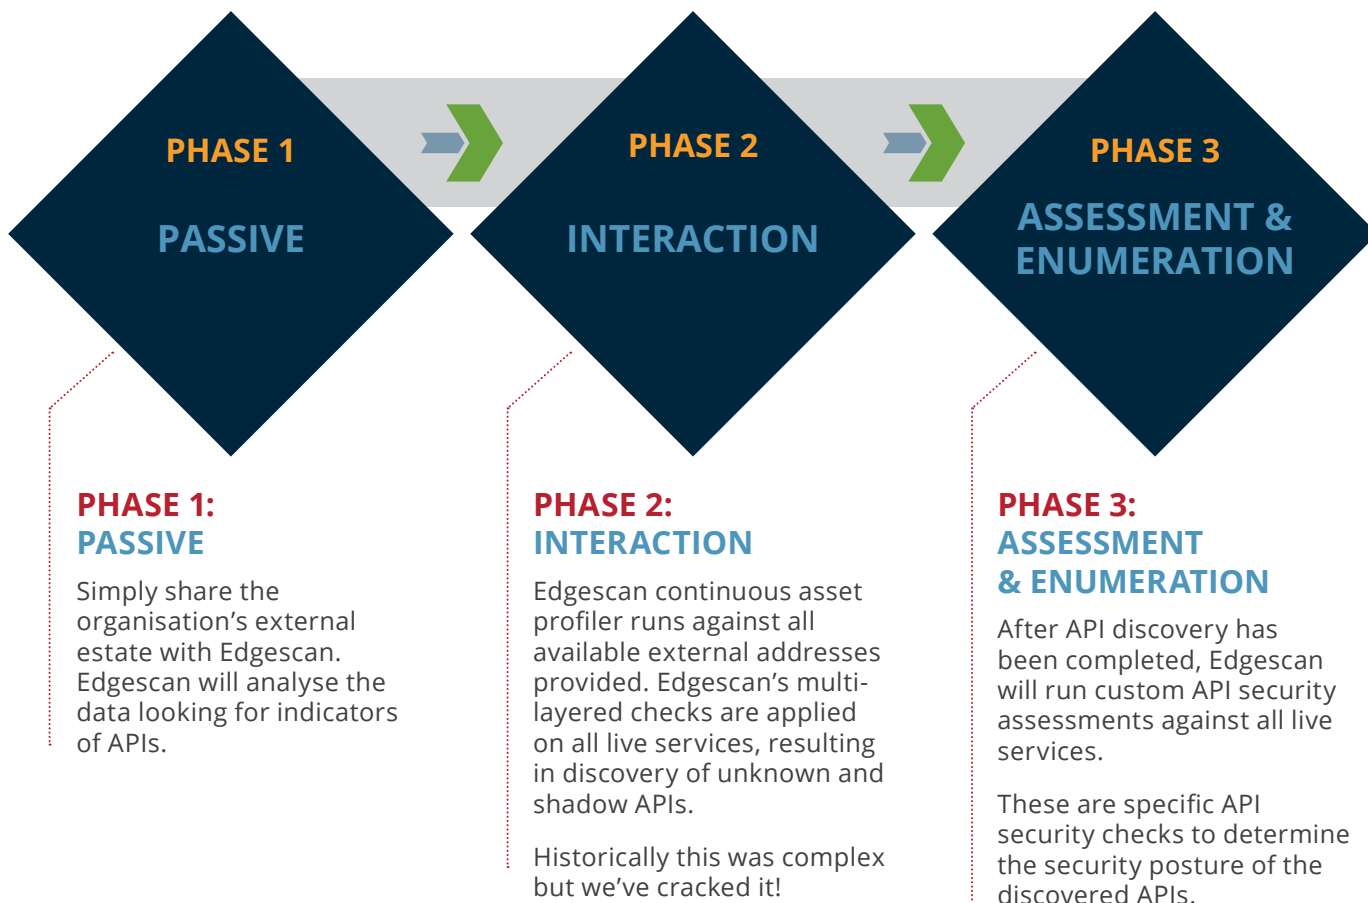 PHASE 1
PASSIVE
PHASE 2
INTERACTION
PHASE 3
ASSESSMENT &
ENUMERATION
PHASE 1:
PASSIVE
Simply share the
organisation’s external
estate with Edgescan.
Edgescan will analyse the
data looking for indicators
of APIs.
PHASE 2:
INTERACTION
Edgescan continuous asset
profiler runs against all
available external addresses
provided. Edgescan’s multi-
layered checks are applied
on all live services, resulting
in discovery of unknown and
shadow APIs.
Historically this was complex
but we’ve cracked it!
PHASE 3:
ASSESSMENT
& ENUMERATION
After API discovery has
been completed, Edgescan
will run custom API security
assessments against all live
services.
These are specific API
security checks to determine
the security posture of the
discovered APIs.